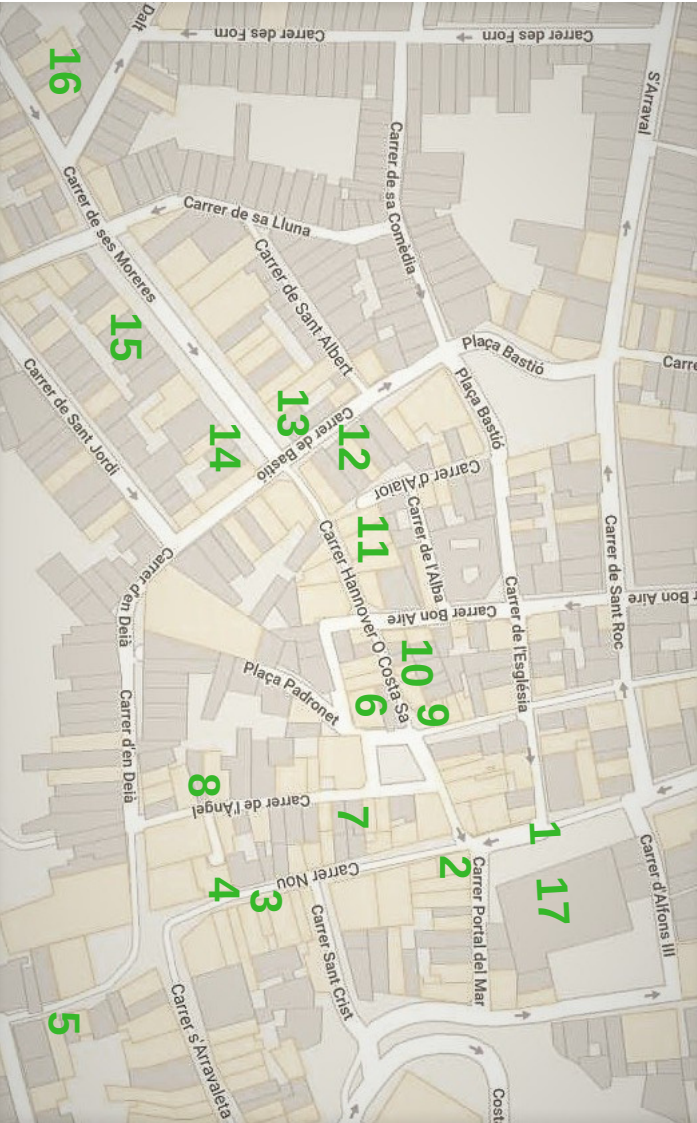 Dalt
Carrer des Forn
Carrer des Forn
S'Arraval
16
Carrer de sa Comèdia
Carrer de ses Moreres
Carrer de sa Lluna
Carrer de Sant Albert
15
Plaça Bastió
Carre
Carrer de Sant Jordi
Plaça Bastió
13
Carrer de Bastió
12
14
Carrer d'Alaior
11
Carrer de l'Alba
Carrer de Sant Roc
Carrer Hannover O Costa Sa
Carrer d'en Deià
Carrer de l'Església
Carrer Bon Aire
r Bon Aire
10
Plaça Padronet
6
9
Carrer d'en Deià
8
Carrer de l'Àngel
7
1
2
Carrer Nou
4
3
Carrer Portal del Mar
17
Carrer d'Alfons III
Carrer Sant Crist
5
Carrer s'Arravaleta
Cost